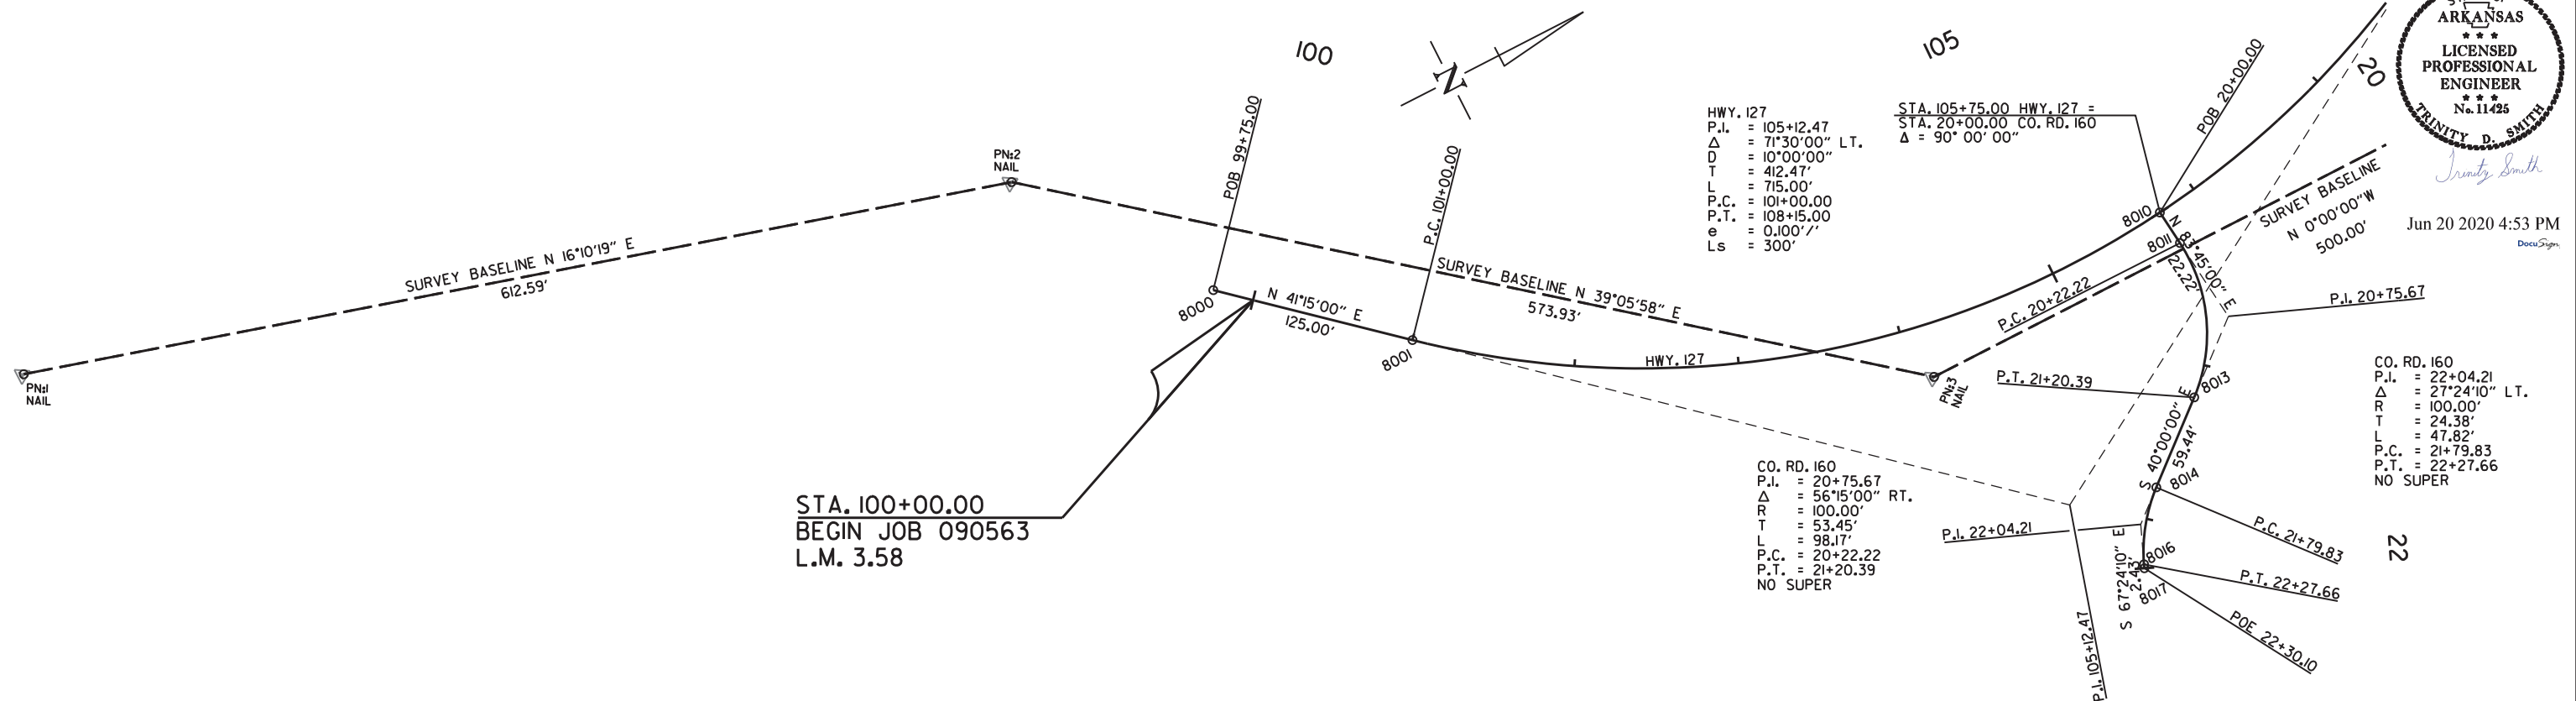 100
105
20
22
N
PN:1
NAIL
SURVEY BASELINE N 16°10'19" E
612.59'
PN:2
NAIL
POB 99+75.00
8000
N 41°15'00" E
125.00'
P.C. 101+00.00
8001
SURVEY BASELINE N 39°05'58" E
573.93'
HWY. 127
PN:3
NAIL
STA. 100+00.00
BEGIN JOB 090563
L.M. 3.58
HWY. 127
P.I. = 105+12.47
Δ = 71°30'00" LT.
D = 10°00'00"
T = 412.47'
L = 715.00'
P.C. = 101+00.00
P.T. = 108+15.00
e = 0.100'/'
Ls = 300'
STA. 105+75.00 HWY. 127 =
STA. 20+00.00 CO. RD. 160
Δ = 90° 00' 00"
POB 20+00.00
8010
8011
N 83°45'00" E
22.22'
P.C. 20+22.22
SURVEY BASELINE
N 0°00'00"W
500.00'
P.I. 20+75.67
P.T. 21+20.39
8013
S 40°00'00" E
59.44'
8014
P.C. 21+79.83
P.I. 22+04.21
8016
P.T. 22+27.66
S 67°24'10" E
2.43'
8017
POE 22+30.10
P.I. 105+12.47
CO. RD. 160
P.I. = 20+75.67
Δ = 56°15'00" RT.
R = 100.00'
T = 53.45'
L = 98.17'
P.C. = 20+22.22
P.T. = 21+20.39
NO SUPER
CO. RD. 160
P.I. = 22+04.21
Δ = 27°24'10" LT.
R = 100.00'
T = 24.38'
L = 47.82'
P.C. = 21+79.83
P.T. = 22+27.66
NO SUPER
ARKANSAS
★ ★ ★
LICENSED
PROFESSIONAL
ENGINEER
★ ★ ★
No. 11425
TRINITY D. SMITH
Trinity Smith
Jun 20 2020 4:53 PM
DocuSign